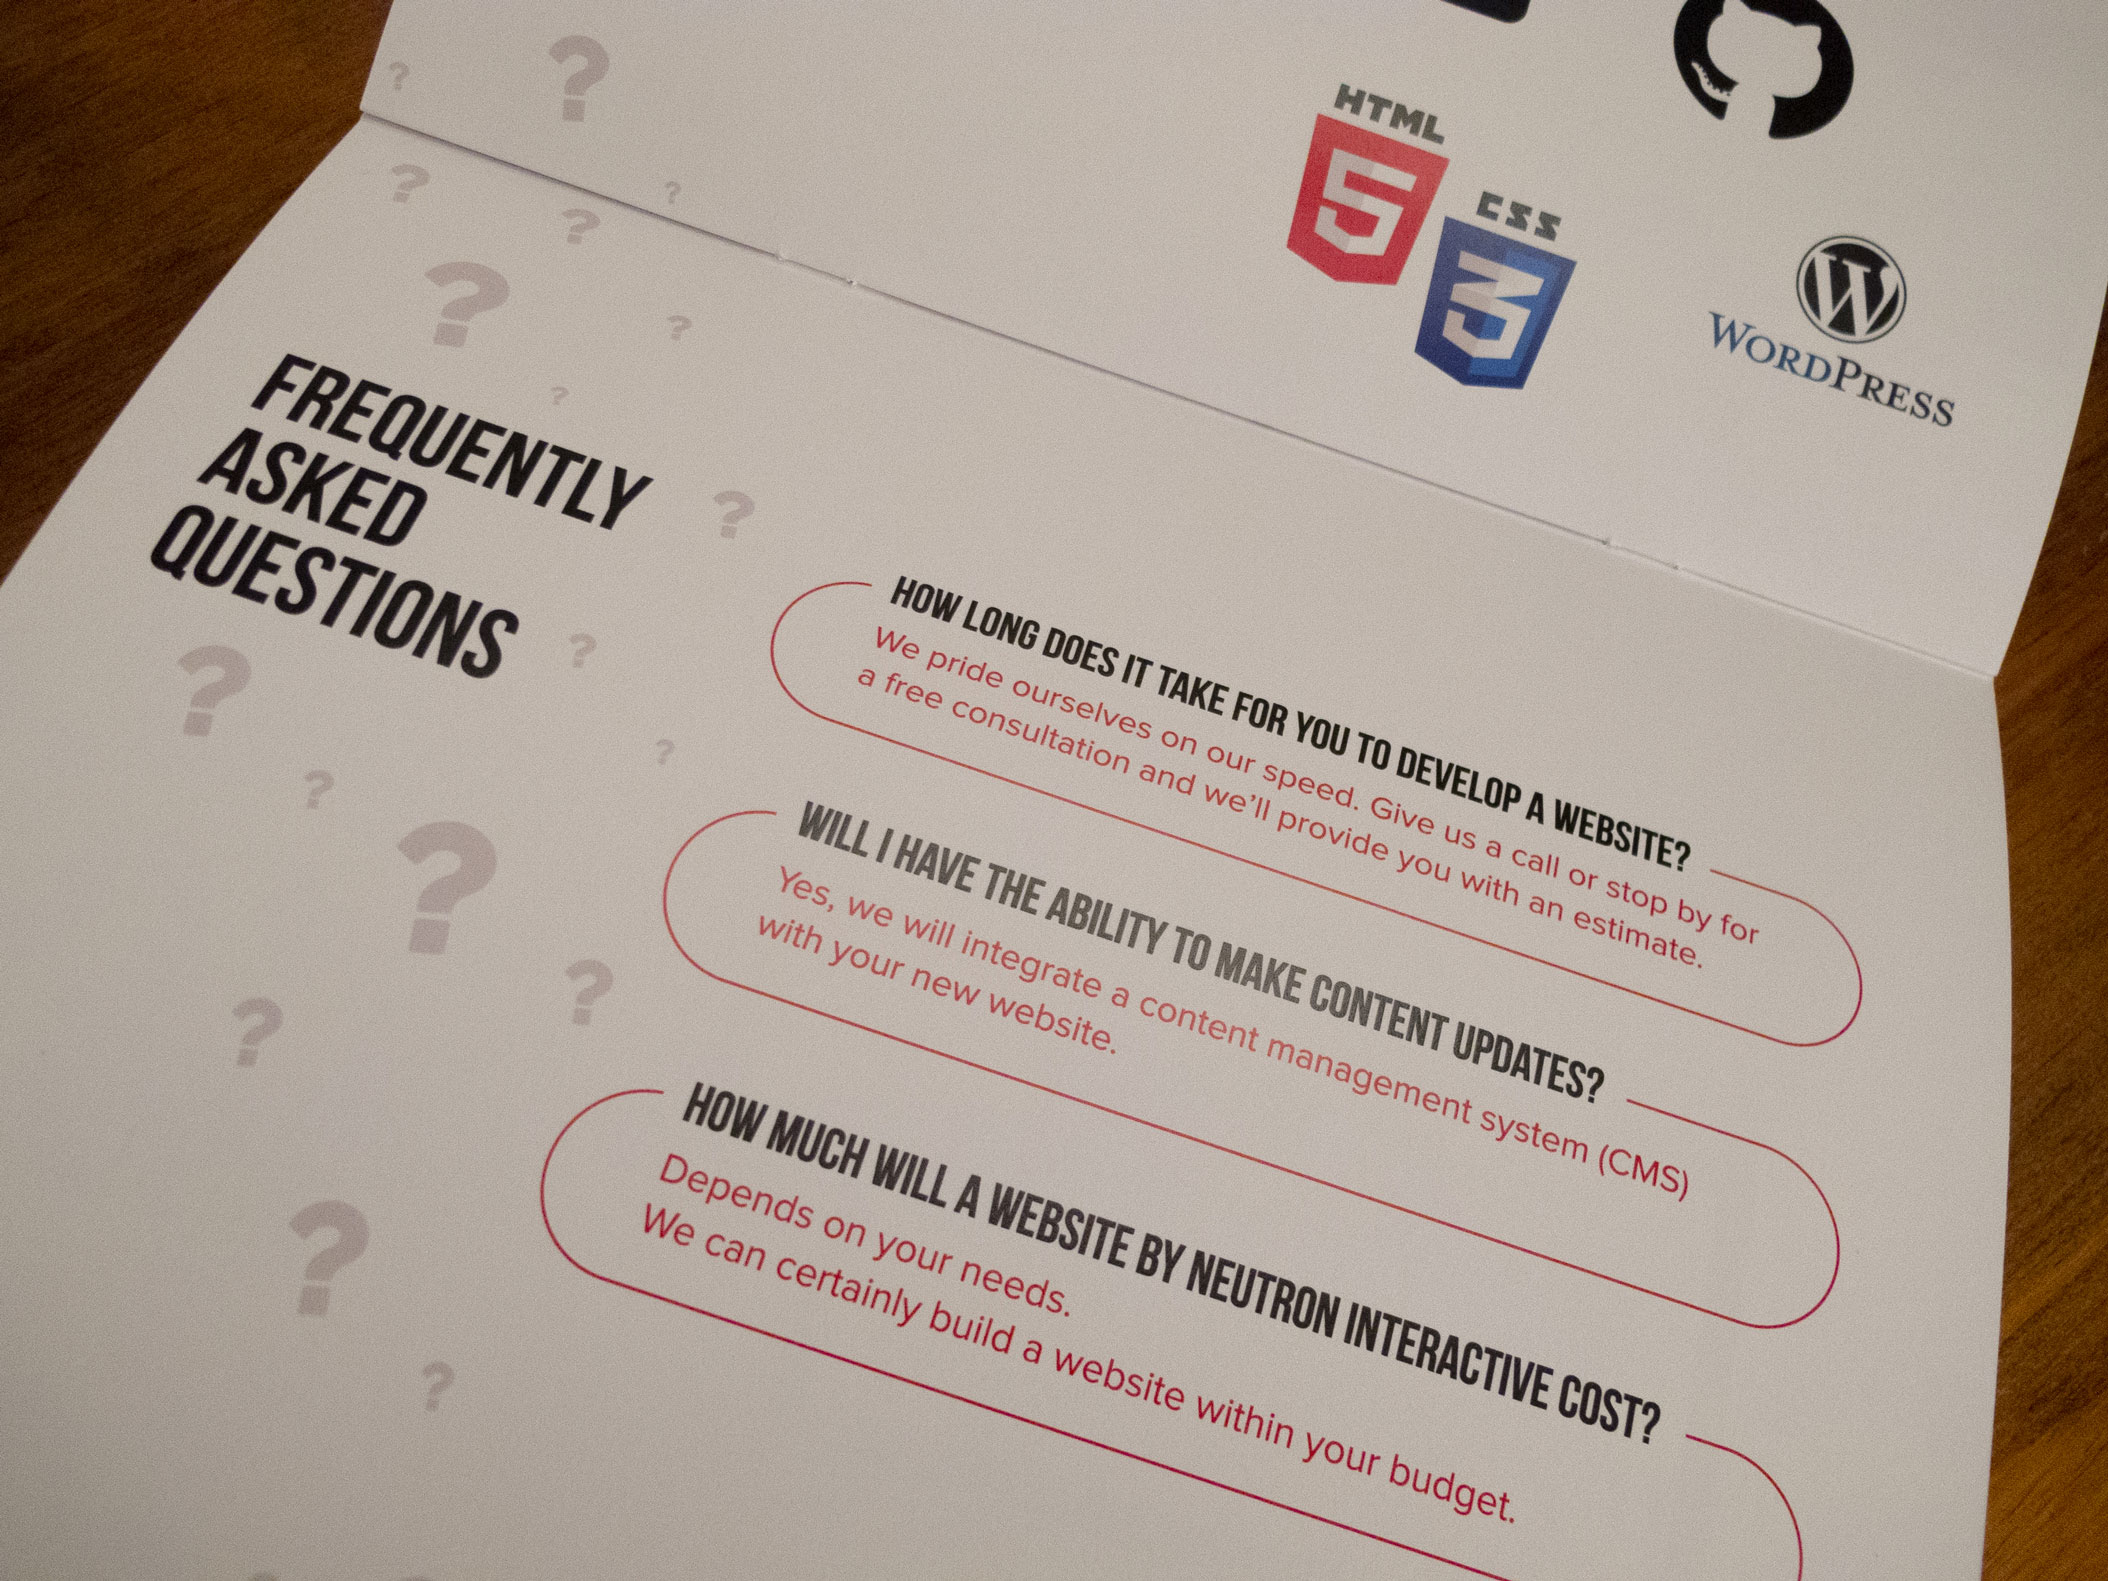 HTML
5
CSS
3
W
WORDPRESS
FREQUENTLY
ASKED
QUESTIONS
HOW LONG DOES IT TAKE FOR YOU TO DEVELOP A WEBSITE?
We pride ourselves on our speed. Give us a call or stop by for
a free consultation and we'll provide you with an estimate.
WILL I HAVE THE ABILITY TO MAKE CONTENT UPDATES?
Yes, we will integrate a content management system (CMS)
with your new website.
HOW MUCH WILL A WEBSITE BY NEUTRON INTERACTIVE COST?
Depends on your needs.
We can certainly build a website within your budget.